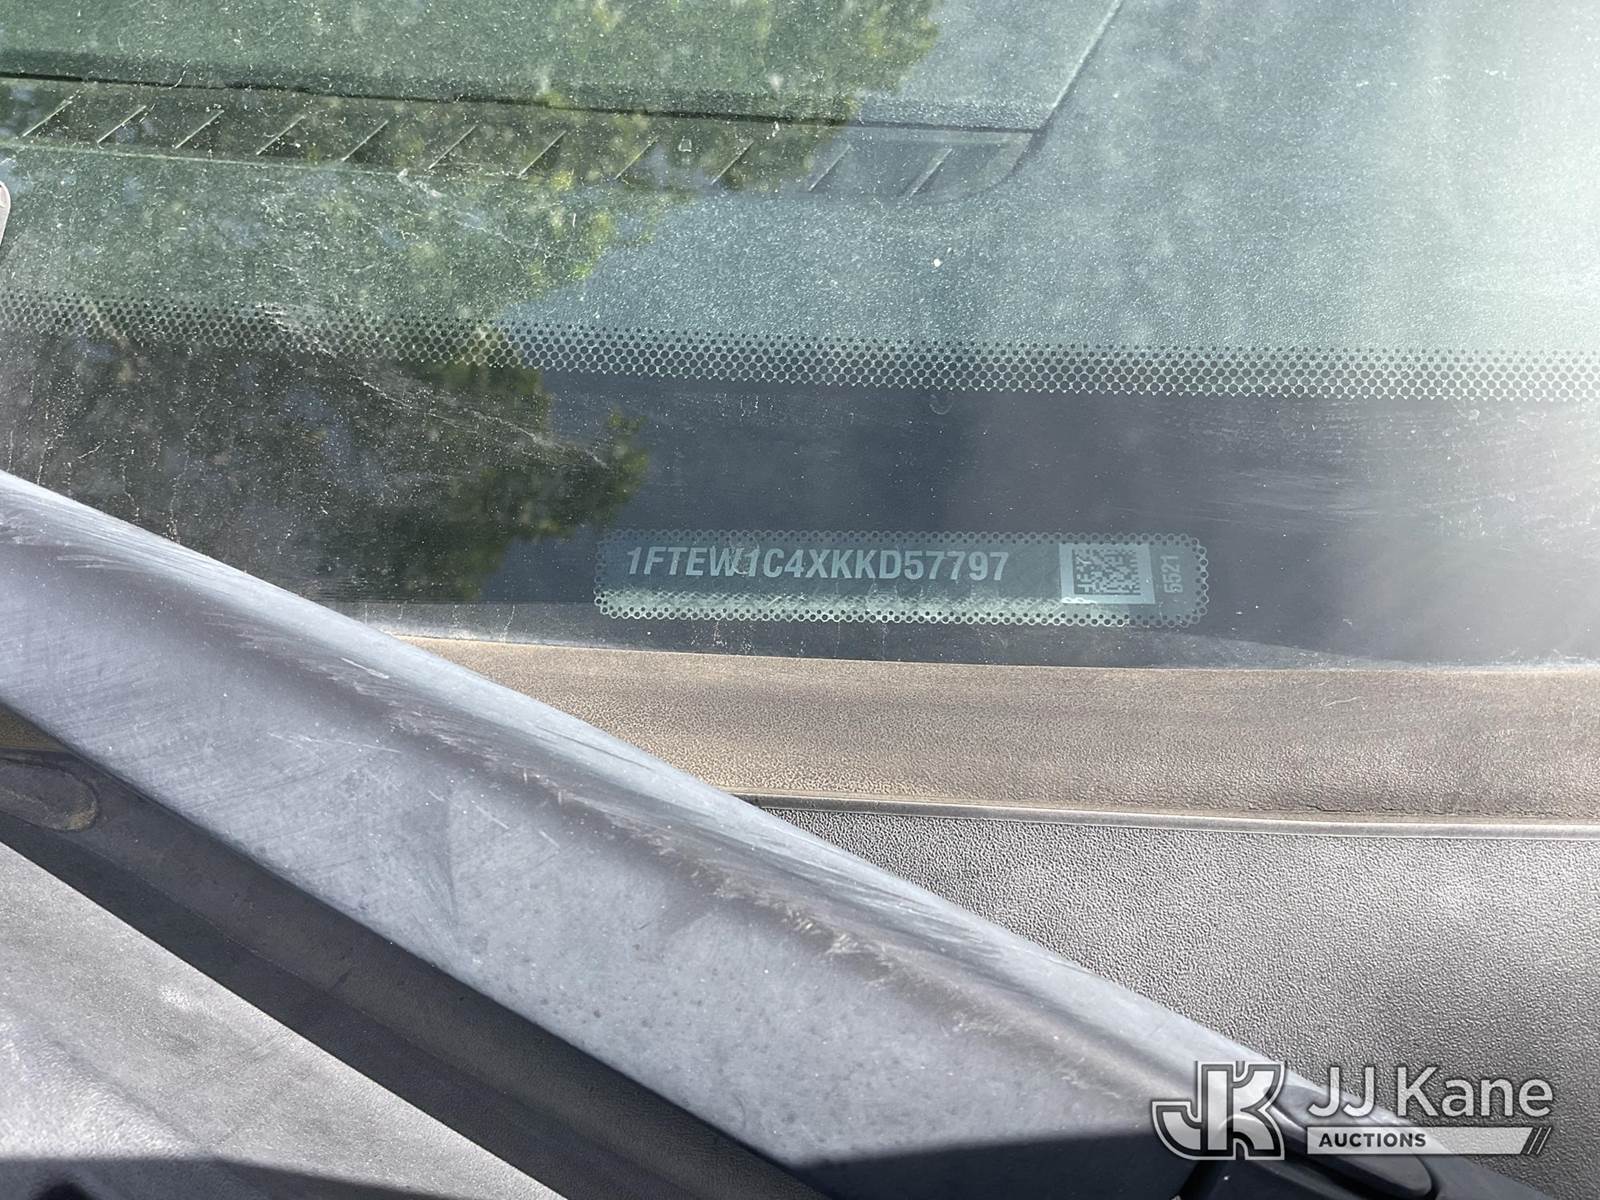 1FTEW1C4XKKD57797
5521
JJ Kane
AUCTIONS